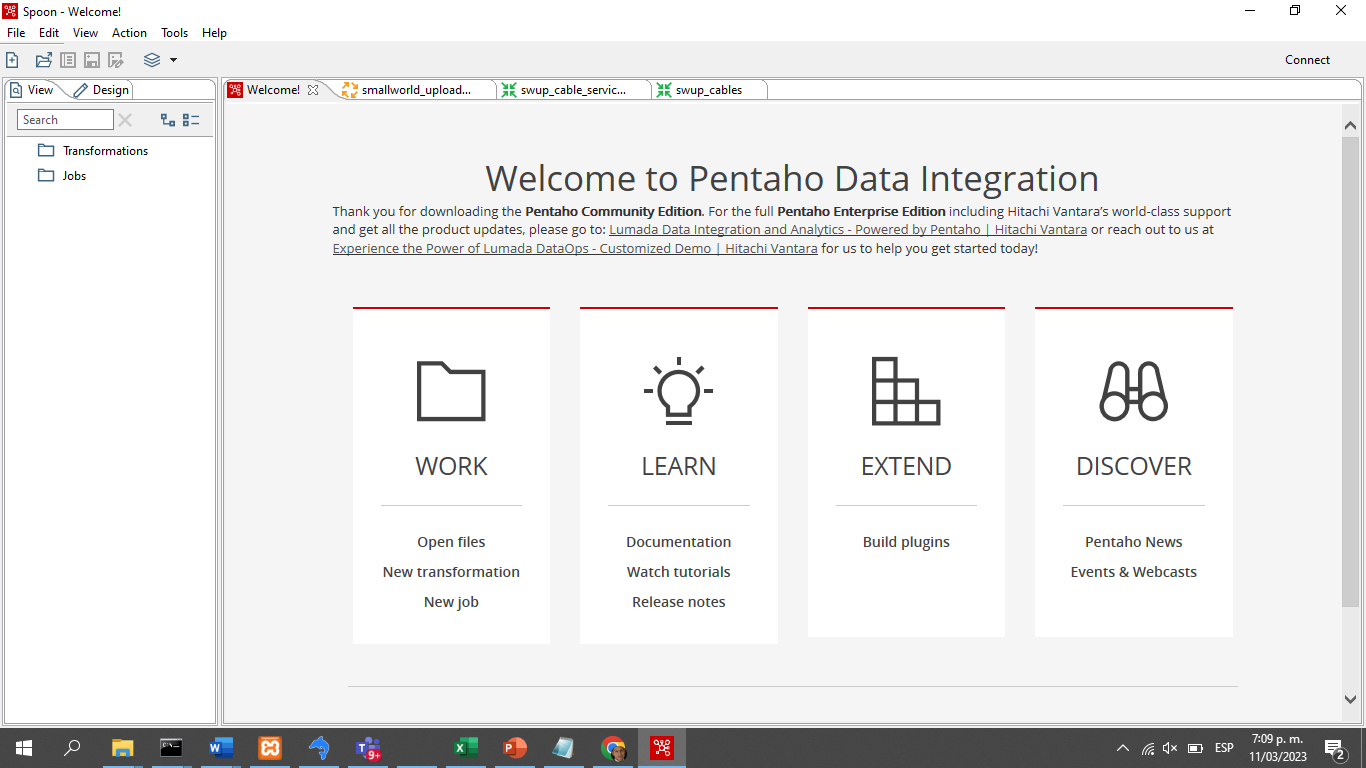 Spoon - Welcome!
File Edit View Action Tools Help
Connect
View Design
Welcome! smallworld_upload... swup_cable_servic... swup_cables
Search
Transformations
Jobs
Welcome to Pentaho Data Integration
Thank you for downloading the Pentaho Community Edition. For the full Pentaho Enterprise Edition including Hitachi Vantara's world-class support
and get all the product updates, please go to: Lumada Data Integration and Analytics - Powered by Pentaho | Hitachi Vantara or reach out to us at
Experience the Power of Lumada DataOps - Customized Demo | Hitachi Vantara for us to help you get started today!
WORK
Open files
New transformation
New job
LEARN
Documentation
Watch tutorials
Release notes
EXTEND
Build plugins
DISCOVER
Pentaho News
Events & Webcasts
9+
ESP
7:09 p. m.
11/03/2023
2